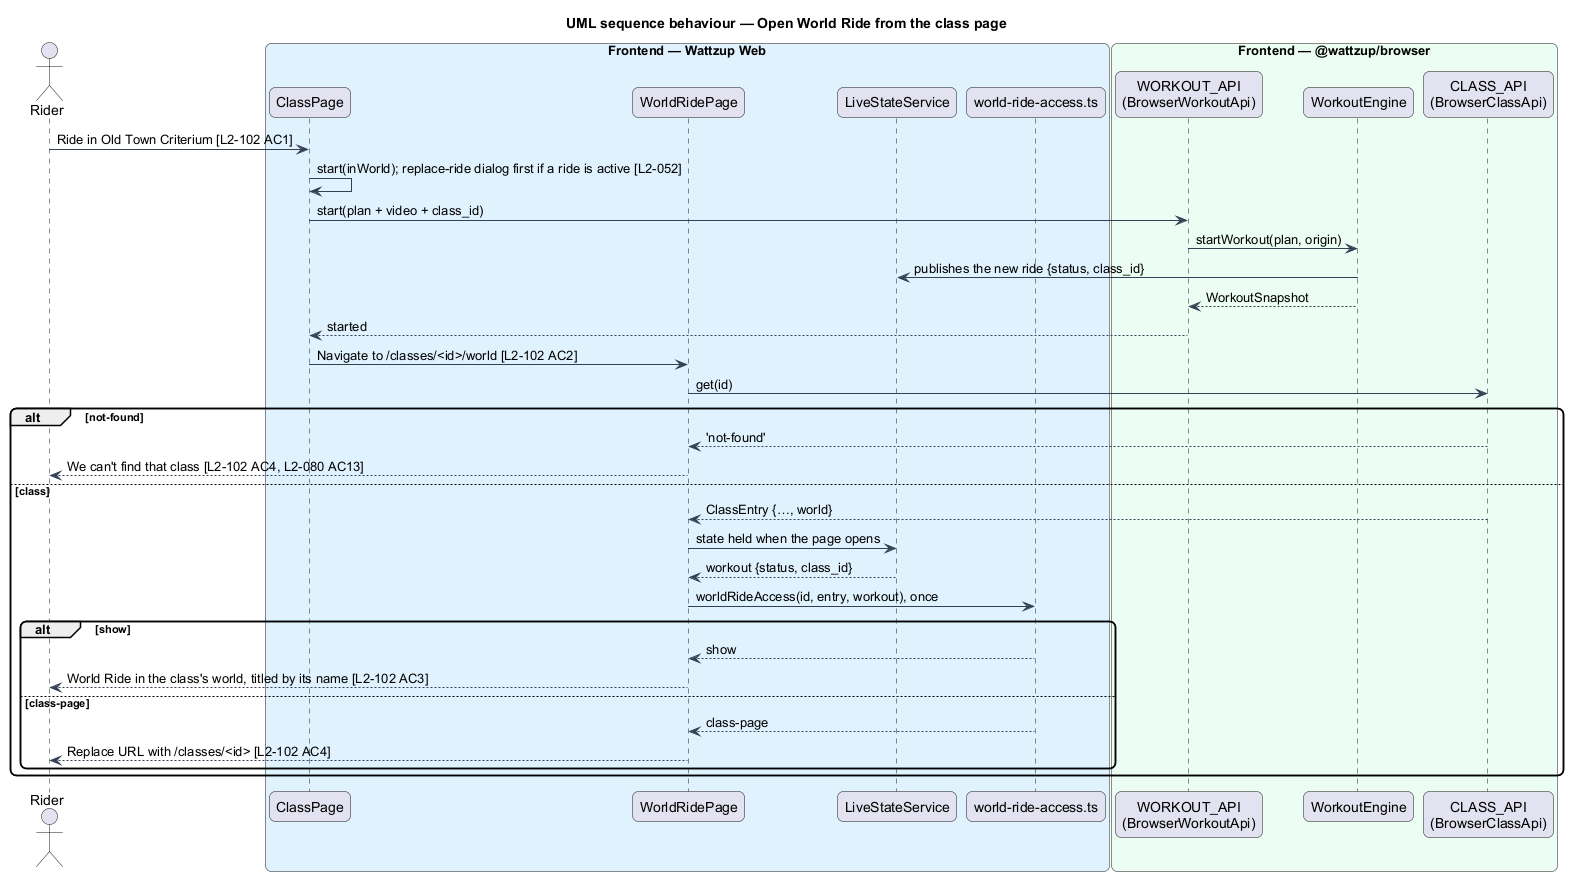 UML sequence behaviour — Open World Ride from the class page
Frontend — Wattzup Web
Frontend — @wattzup/browser
Rider
ClassPage
WorldRidePage
LiveStateService
world-ride-access.ts
WORKOUT_API
(BrowserWorkoutApi)
WorkoutEngine
CLASS_API
(BrowserClassApi)
Ride in Old Town Criterium [L2-102 AC1]
start(inWorld); replace-ride dialog first if a ride is active [L2-052]
start(plan + video + class_id)
startWorkout(plan, origin)
publishes the new ride {status, class_id}
WorkoutSnapshot
started
Navigate to /classes/<id>/world [L2-102 AC2]
get(id)
alt
[not-found]
'not-found'
We can't find that class [L2-102 AC4, L2-080 AC13]
[class]
ClassEntry {…, world}
state held when the page opens
workout {status, class_id}
worldRideAccess(id, entry, workout), once
alt
[show]
show
World Ride in the class's world, titled by its name [L2-102 AC3]
[class-page]
class-page
Replace URL with /classes/<id> [L2-102 AC4]
Rider
ClassPage
WorldRidePage
LiveStateService
world-ride-access.ts
WORKOUT_API
(BrowserWorkoutApi)
WorkoutEngine
CLASS_API
(BrowserClassApi)